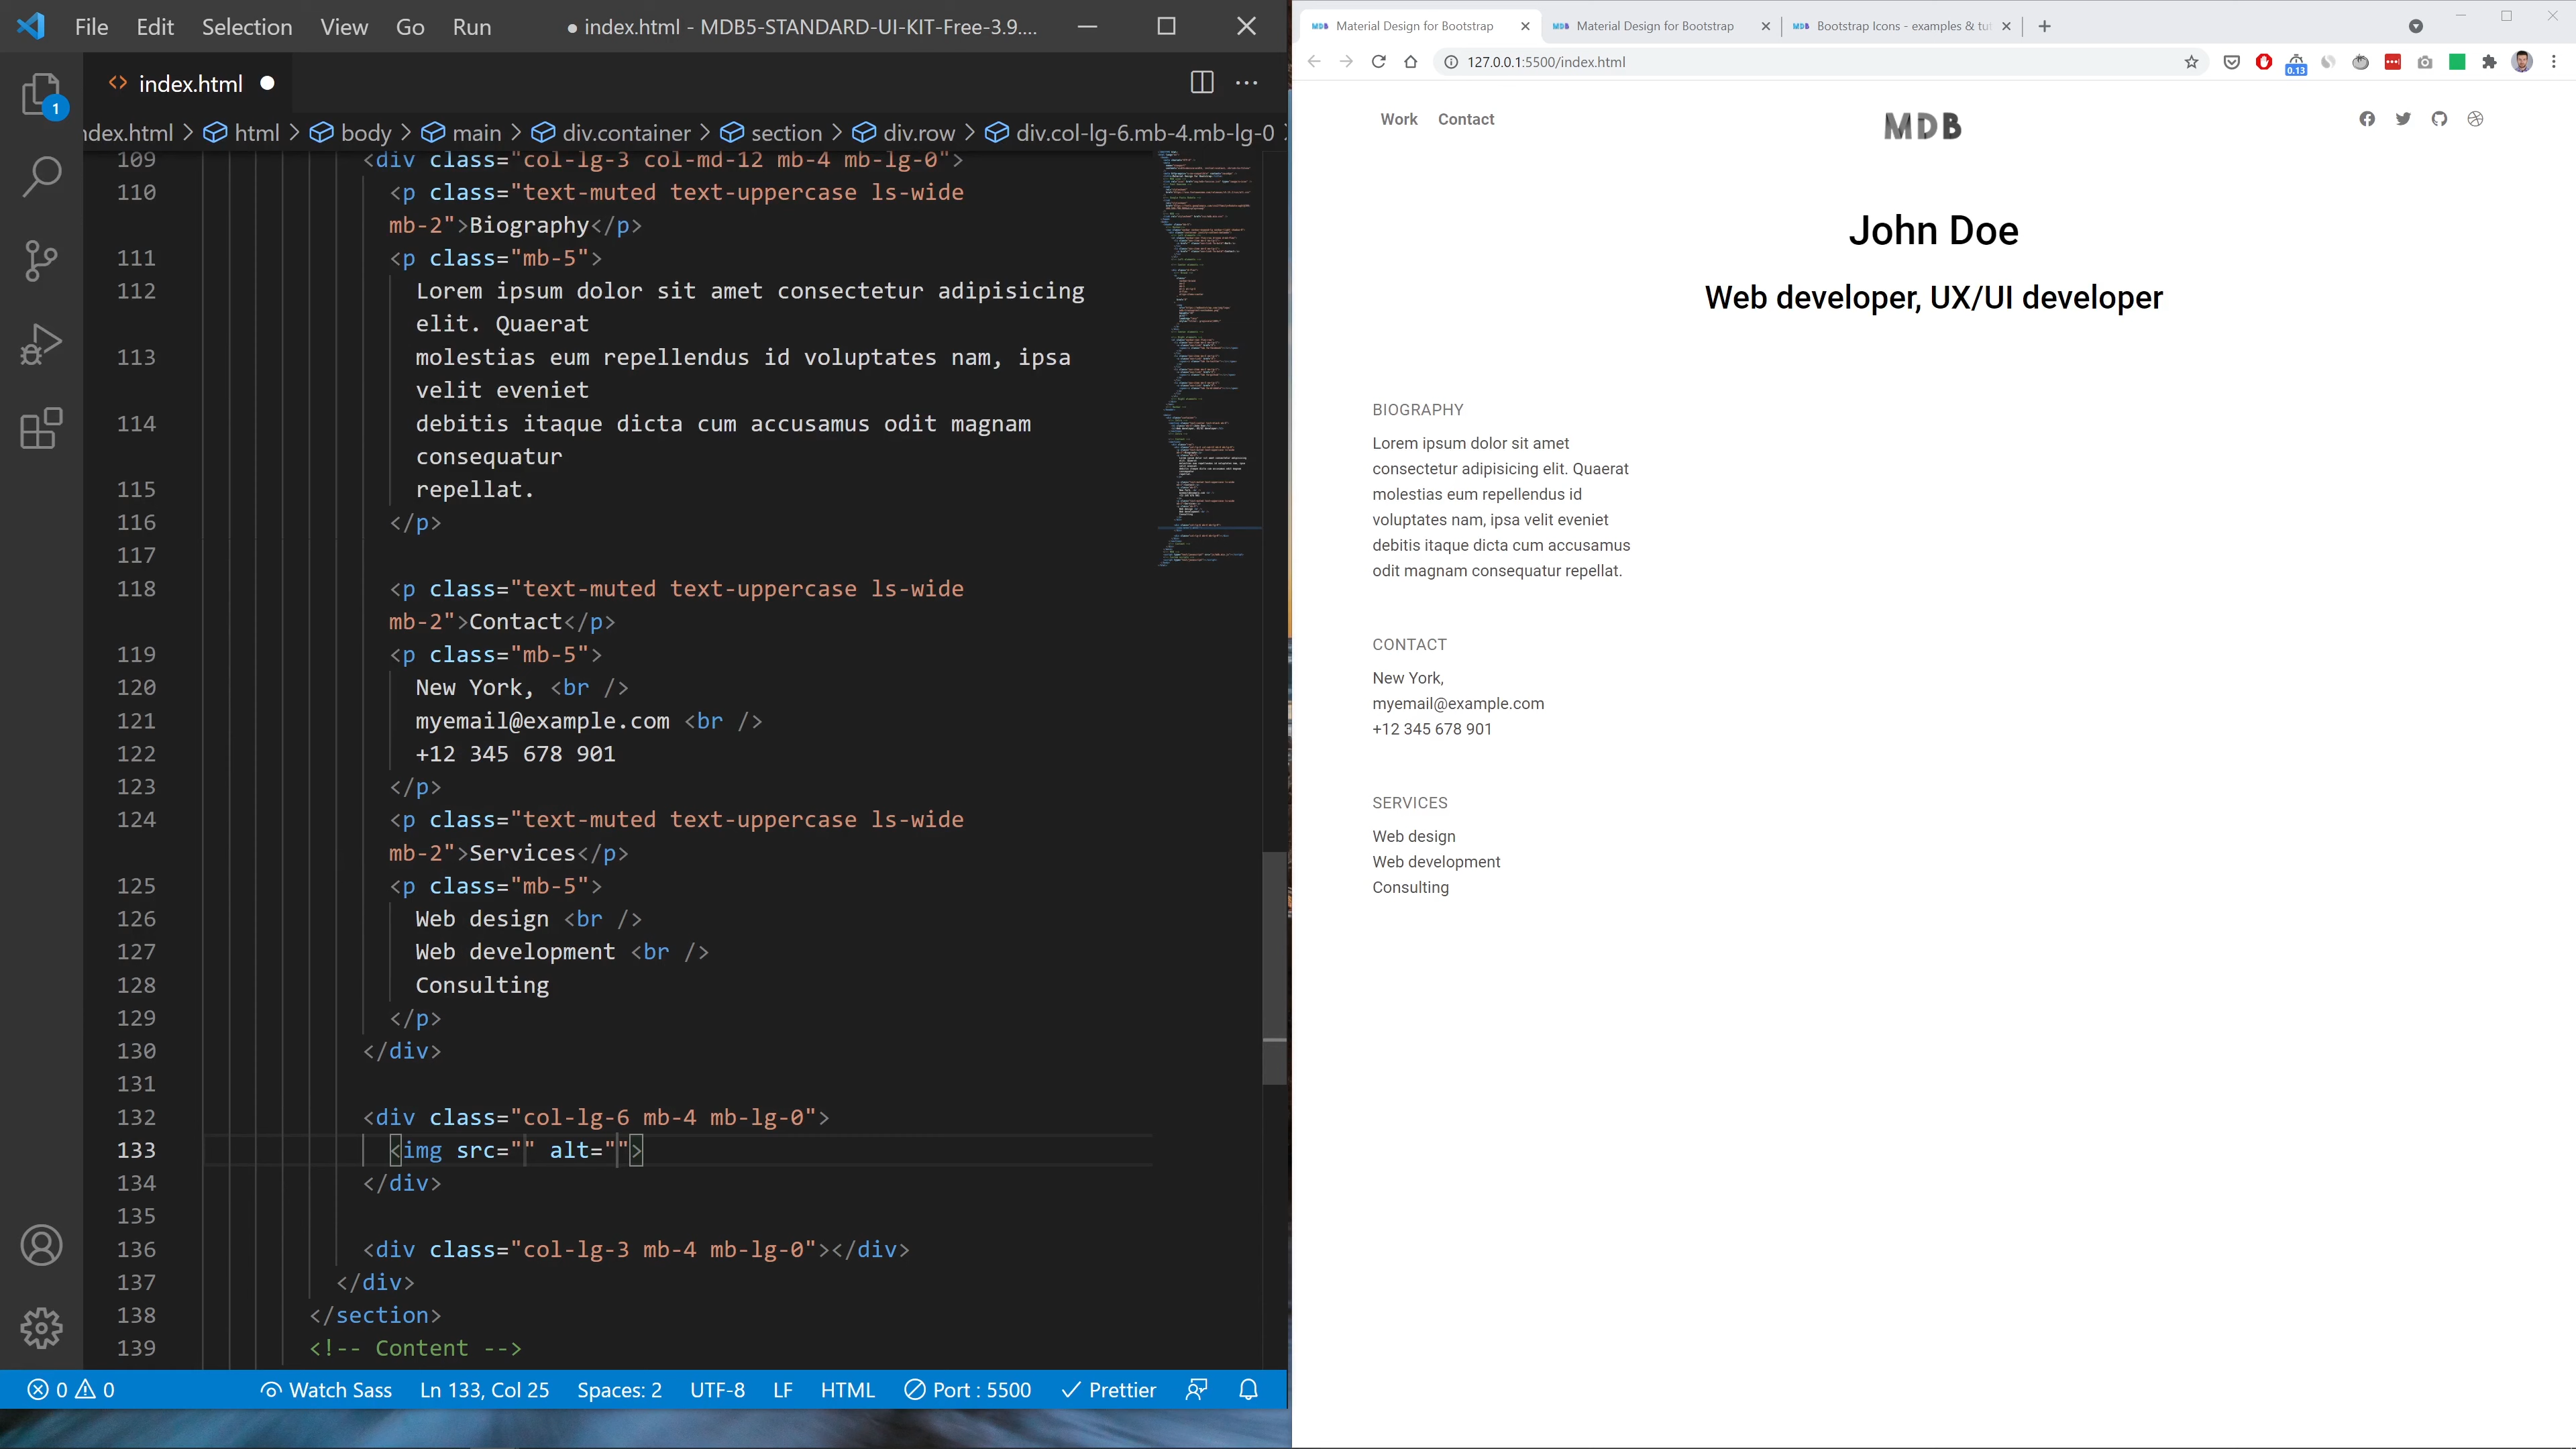 File Edit Selection View Go Run ● index.html - MDB5-STANDARD-UI-KIT-Free-3.9....
1
<> index.html ●
ndex.html > html > body > main > div.container > section > div.row > div.col-lg-6.mb-4.mb-lg-0
109 <div class="col-lg-3 col-md-12 mb-4 mb-lg-0">
110 <p class="text-muted text-uppercase ls-wide
mb-2">Biography</p>
111 <p class="mb-5">
112 Lorem ipsum dolor sit amet consectetur adipisicing
elit. Quaerat
113 molestias eum repellendus id voluptates nam, ipsa
velit eveniet
114 debitis itaque dicta cum accusamus odit magnam
consequatur
115 repellat.
116 </p>
117
118 <p class="text-muted text-uppercase ls-wide
mb-2">Contact</p>
119 <p class="mb-5">
120 New York, <br />
121 myemail@example.com <br />
122 +12 345 678 901
123 </p>
124 <p class="text-muted text-uppercase ls-wide
mb-2">Services</p>
125 <p class="mb-5">
126 Web design <br />
127 Web development <br />
128 Consulting
129 </p>
130 </div>
131
132 <div class="col-lg-6 mb-4 mb-lg-0">
133 <img src="" alt="">
134 </div>
135
136 <div class="col-lg-3 mb-4 mb-lg-0"></div>
137 </div>
138 </section>
139 <!-- Content -->
0 0 Watch Sass Ln 133, Col 25 Spaces: 2 UTF-8 LF HTML Port : 5500 Prettier
MDB Material Design for Bootstrap MDB Material Design for Bootstrap MDB Bootstrap Icons - examples & tut
127.0.0.1:5500/index.html
0.13
Work Contact
MDB
John Doe
Web developer, UX/UI developer
BIOGRAPHY
Lorem ipsum dolor sit amet
consectetur adipisicing elit. Quaerat
molestias eum repellendus id
voluptates nam, ipsa velit eveniet
debitis itaque dicta cum accusamus
odit magnam consequatur repellat.
CONTACT
New York,
myemail@example.com
+12 345 678 901
SERVICES
Web design
Web development
Consulting